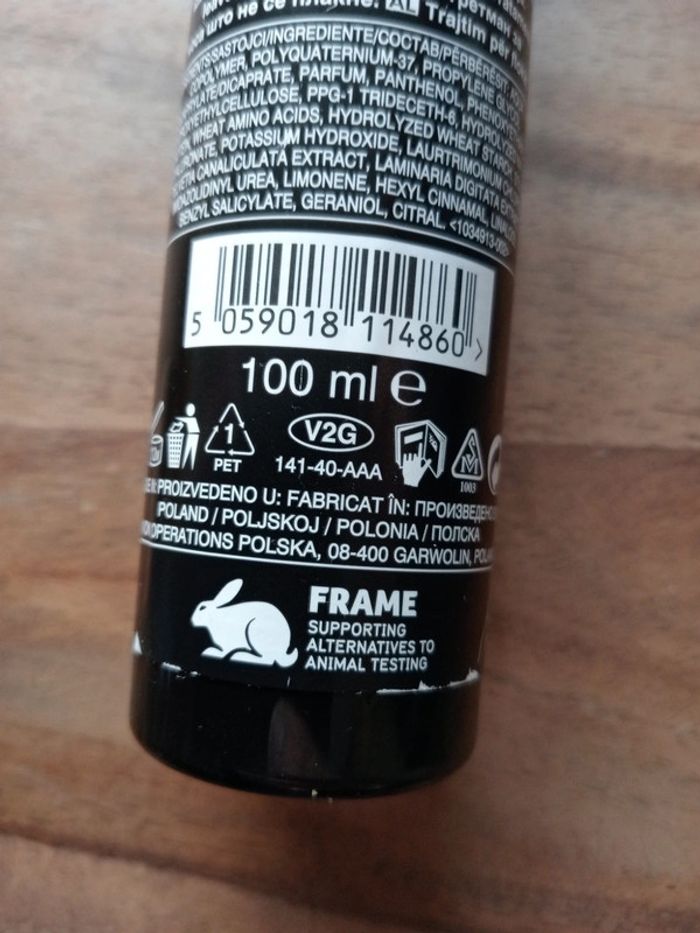 што не се плакне. AL Trajtim për
/SASTOJCI/INGREDIENTE/СОСТАВ/PËRBËRËSIT:
COPOLYMER, POLYQUATERNIUM-37, PROPYLENE
/DICAPRATE, PARFUM, PANTHENOL,
PPG-1 TRIDECETH-6, HYDROLYZED
WHEAT AMINO ACIDS, HYDROLYZED WHEAT STARCH,
POTASSIUM HYDROXIDE, LAURTRIMONIUM
CANALICULATA EXTRACT, LAMINARIA DIGITATA
UREA, LIMONENE, HEXYL CINNAMAL,
BENZYL SALICYLATE, GERANIOL, CITRAL. <1034913-002>
5 059018 114860 >
100 ml e
1
PET
V2G
141-40-AAA
1003
PROIZVEDENO U: FABRICAT ÎN:
POLAND / POLJSKOJ / POLONIA / ПОЛСКА
OPERATIONS POLSKA, 08-400 GARWOLIN,
FRAME
SUPPORTING
ALTERNATIVES TO
ANIMAL TESTING